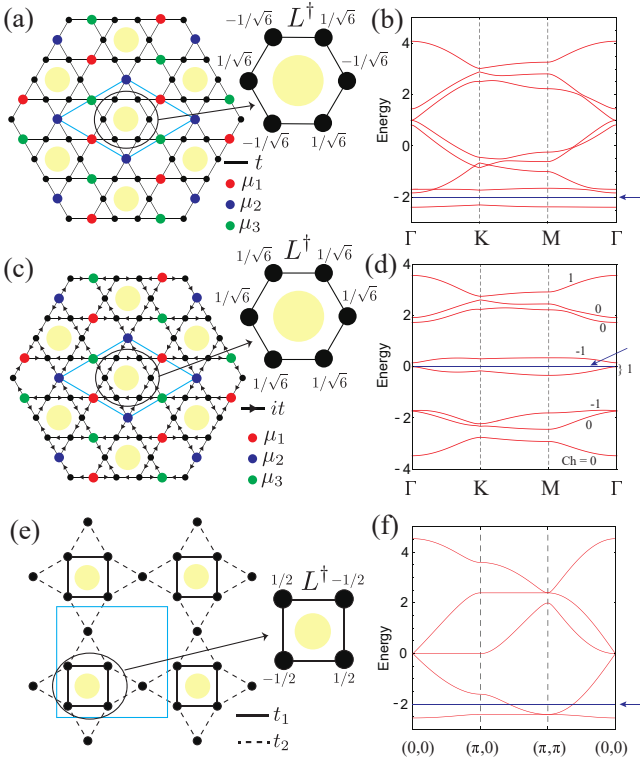 (a)
L†
-1/√6
1/√6
1/√6
-1/√6
-1/√6
1/√6
t
μ1
μ2
μ3
(b)
Energy
4
2
0
-2
Γ
K
M
Γ
(c)
L†
1/√6
1/√6
1/√6
1/√6
1/√6
1/√6
it
μ1
μ2
μ3
(d)
Energy
4
2
0
-2
-4
1
0
0
-1
1
-1
0
Ch = 0
Γ
K
M
Γ
(e)
L†
1/2
-1/2
-1/2
1/2
t1
t2
(f)
Energy
4
2
0
-2
(0,0)
(π,0)
(π,π)
(0,0)